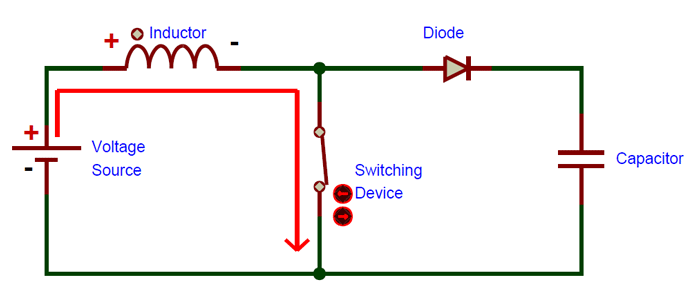 +
Inductor
-
Diode
+
-
Voltage
Source
Switching
Device
Capacitor